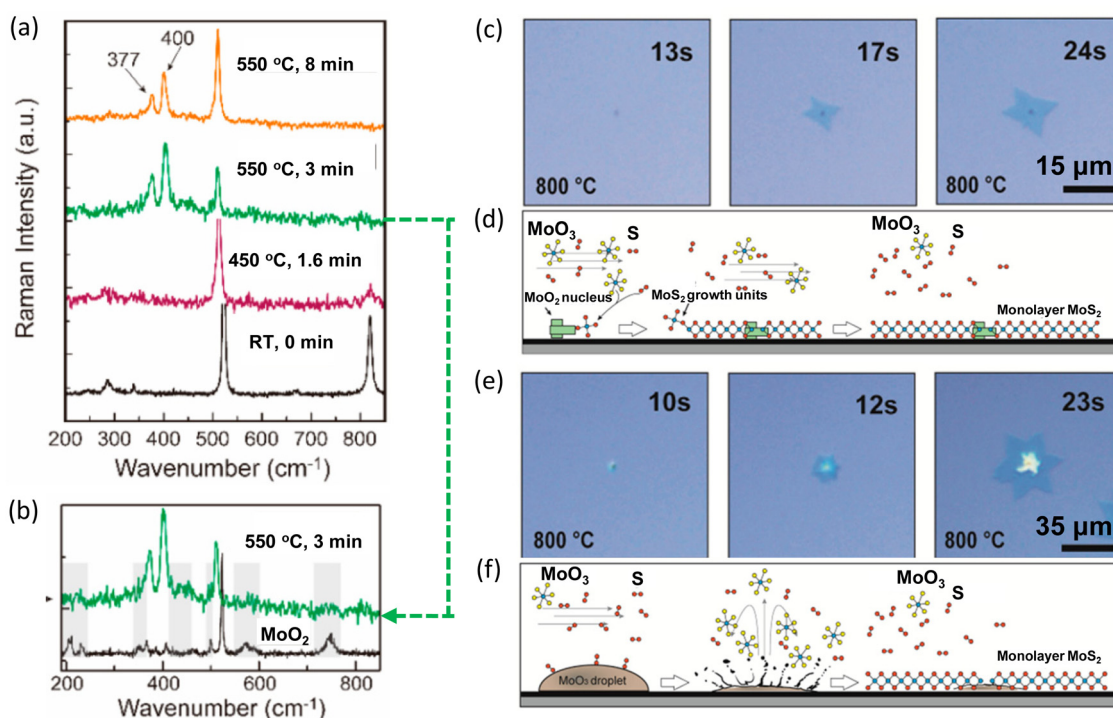 (a)
377
400
550 °C, 8 min
550 °C, 3 min
450 °C, 1.6 min
RT, 0 min
Raman Intensity (a.u.)
200 300 400 500 600 700 800
Wavenumber (cm-1)
(b)
550 °C, 3 min
MoO2
200 400 600 800
Wavenumber (cm-1)
(c)
13s
17s
24s
800 °C
800 °C
800 °C
15 µm
(d)
MoO3
S
MoO3
S
MoO2 nucleus
MoS2 growth units
Monolayer MoS2
(e)
10s
12s
23s
800 °C
800 °C
800 °C
35 µm
(f)
MoO3
S
MoO3
S
MoO3 droplet
Monolayer MoS2